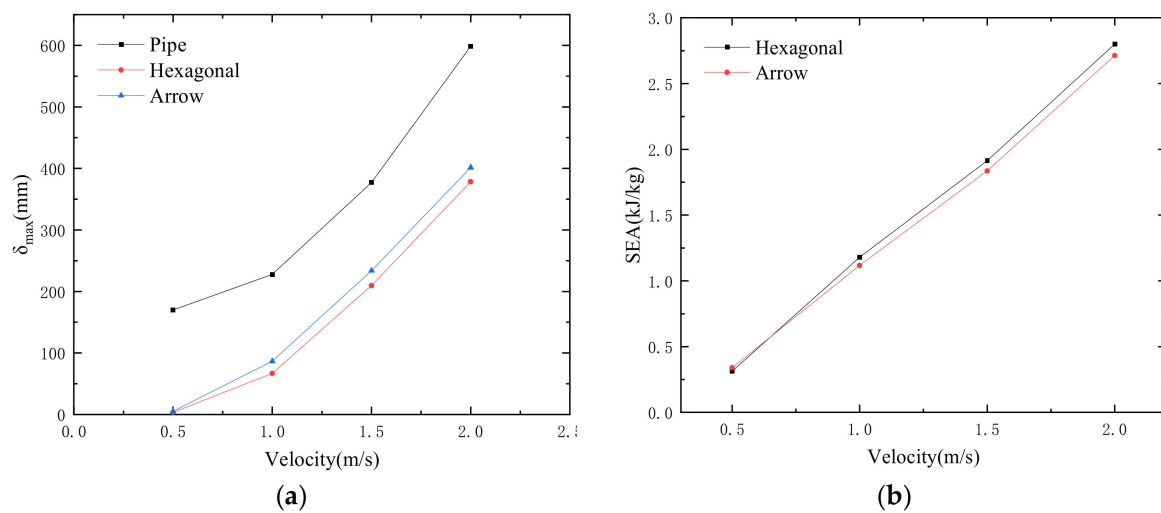 600
500
400
300
200
100
0
δmax(mm)
Pipe
Hexagonal
Arrow
0.0 0.5 1.0 1.5 2.0 2.5
Velocity(m/s)
(a)
3.0
2.5
2.0
1.5
1.0
0.5
0.0
SEA(kJ/kg)
Hexagonal
Arrow
0.5 1.0 1.5 2.0
Velocity(m/s)
(b)